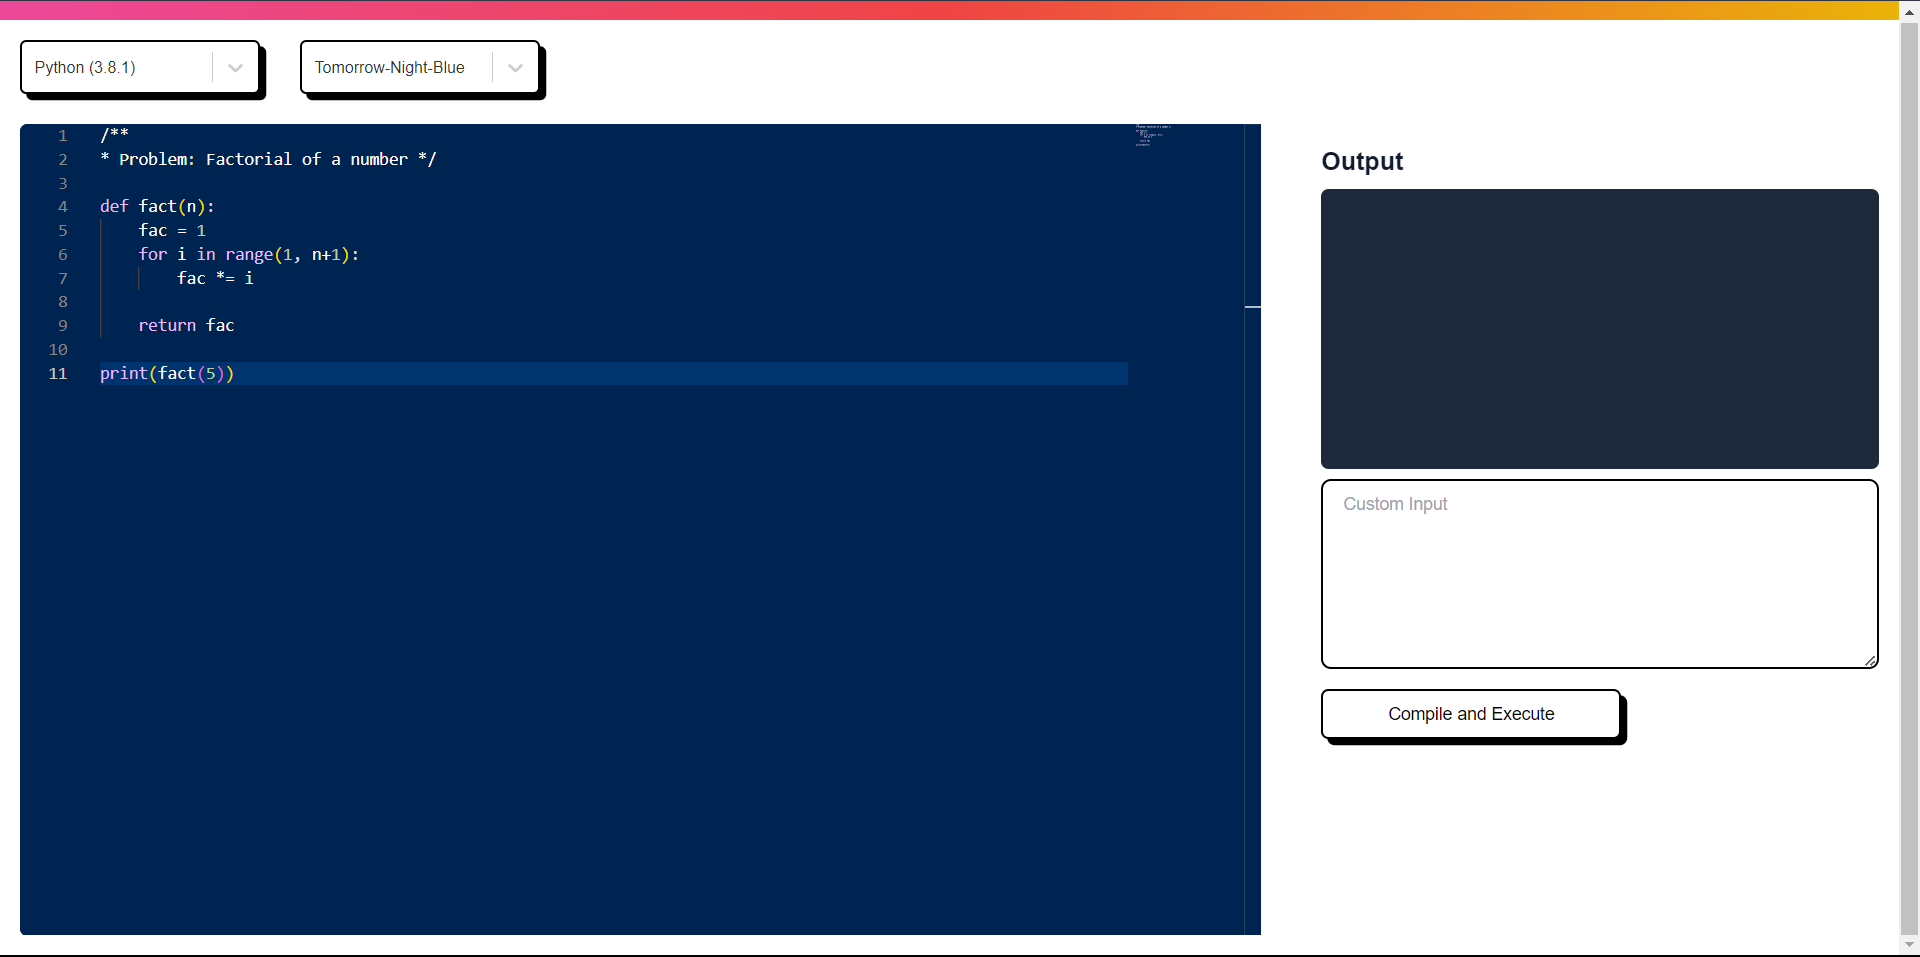 Python (3.8.1)
Tomorrow-Night-Blue
1 /**
2 * Problem: Factorial of a number */
3
4 def fact(n):
5     fac = 1
6     for i in range(1, n+1):
7         fac *= i
8
9     return fac
10
11 print(fact(5))
Output
Custom Input
Compile and Execute